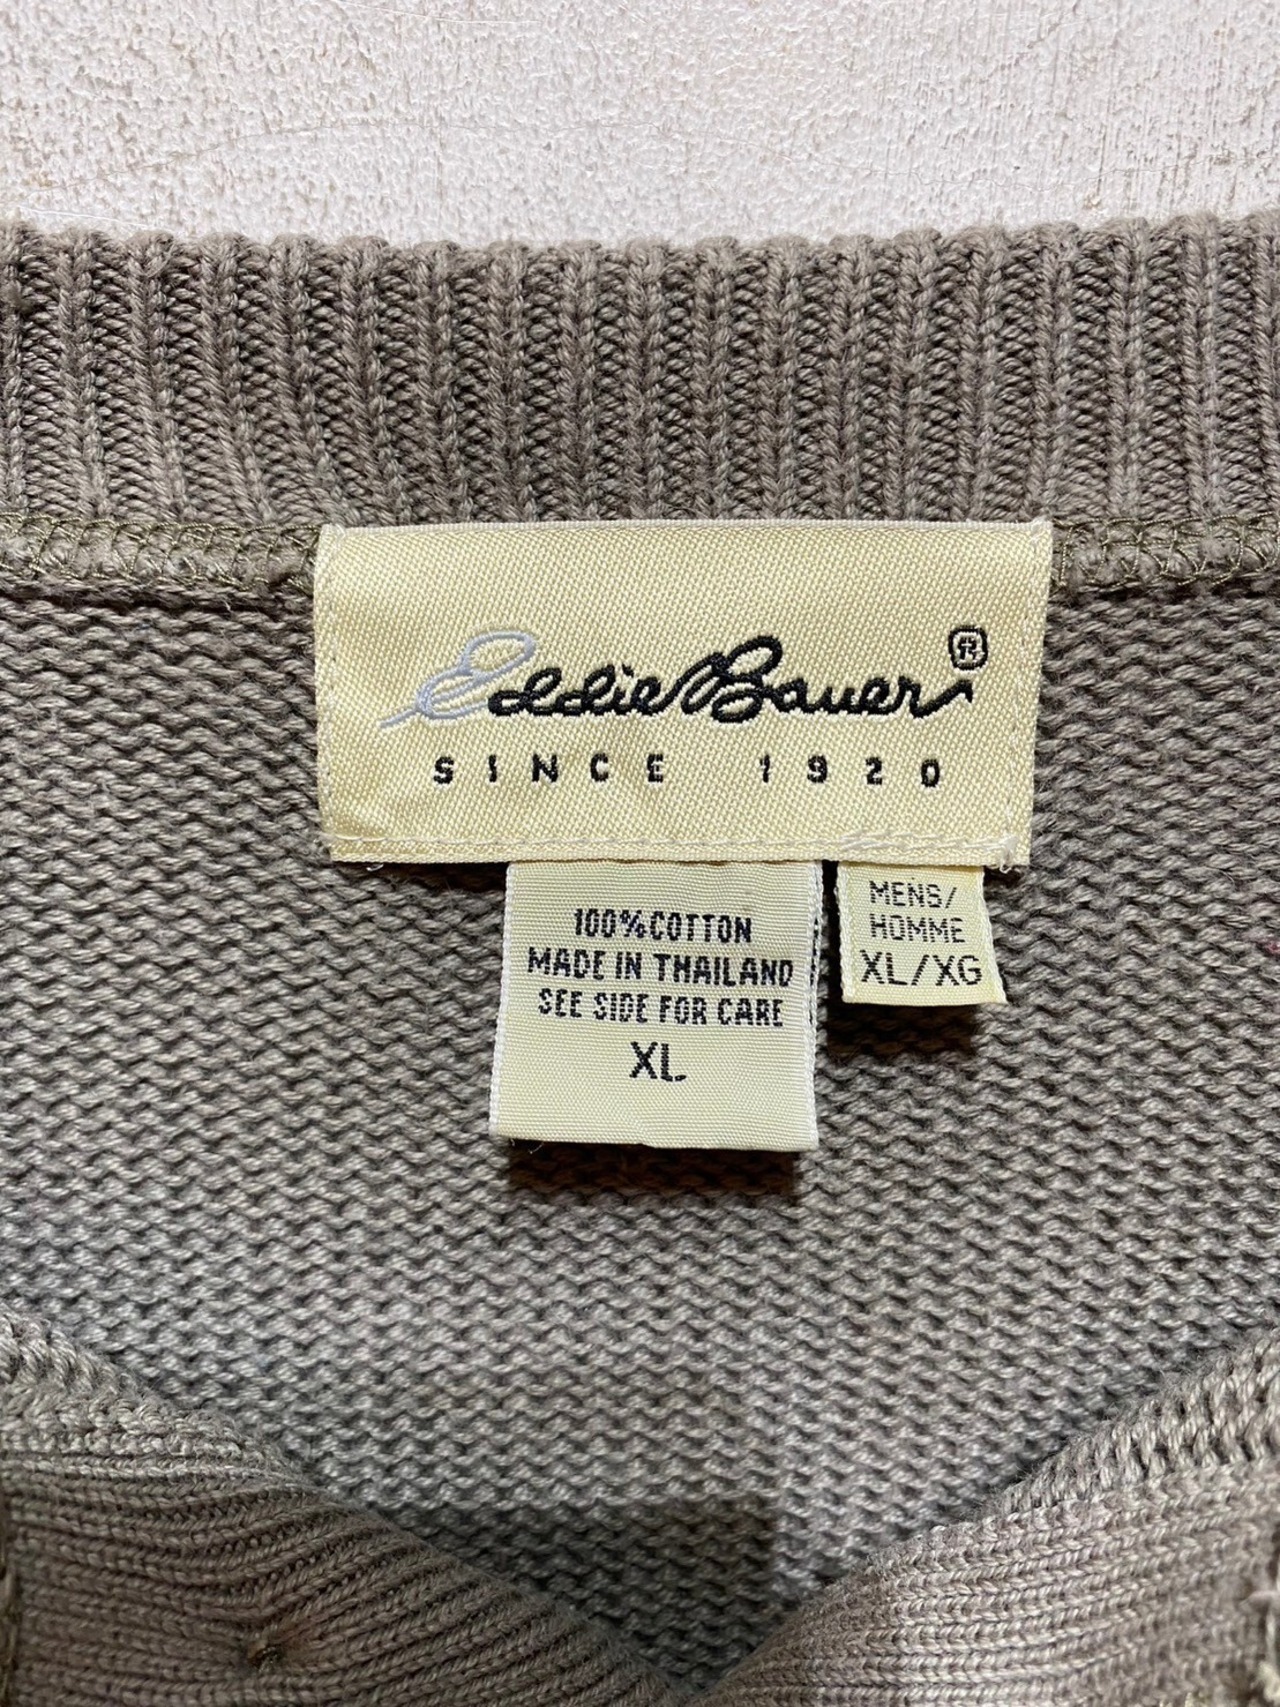 Eddie Bauer®
SINCE 1920
100% COTTON
MADE IN THAILAND
SEE SIDE FOR CARE
XL
MENS/
HOMME
XL/XG